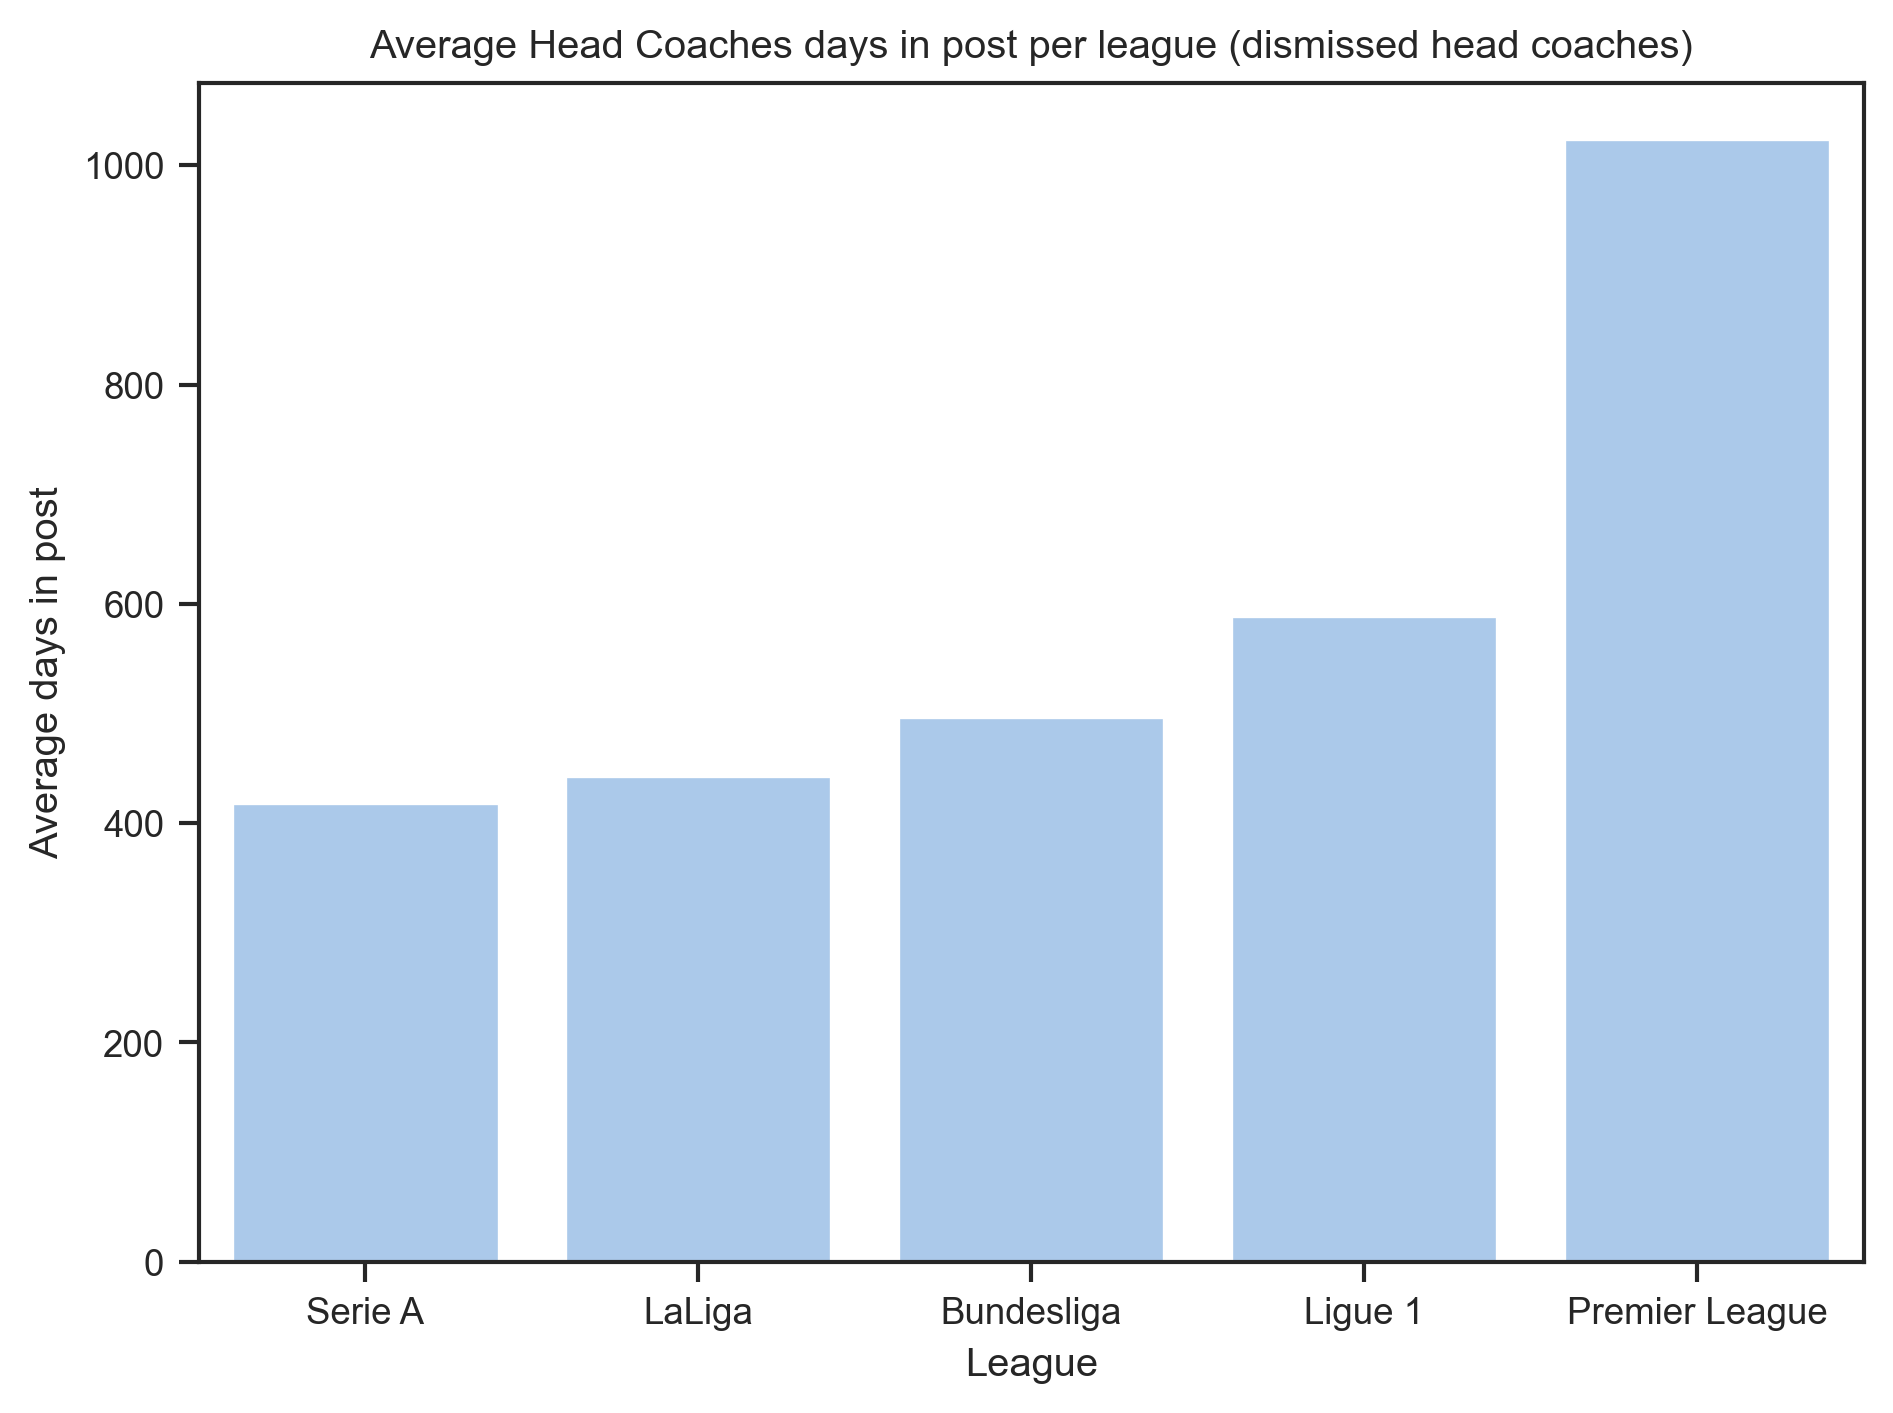 Average Head Coaches days in post per league (dismissed head coaches)
Average days in post
1000
800
600
400
200
0
Serie A
LaLiga
Bundesliga
Ligue 1
Premier League
League